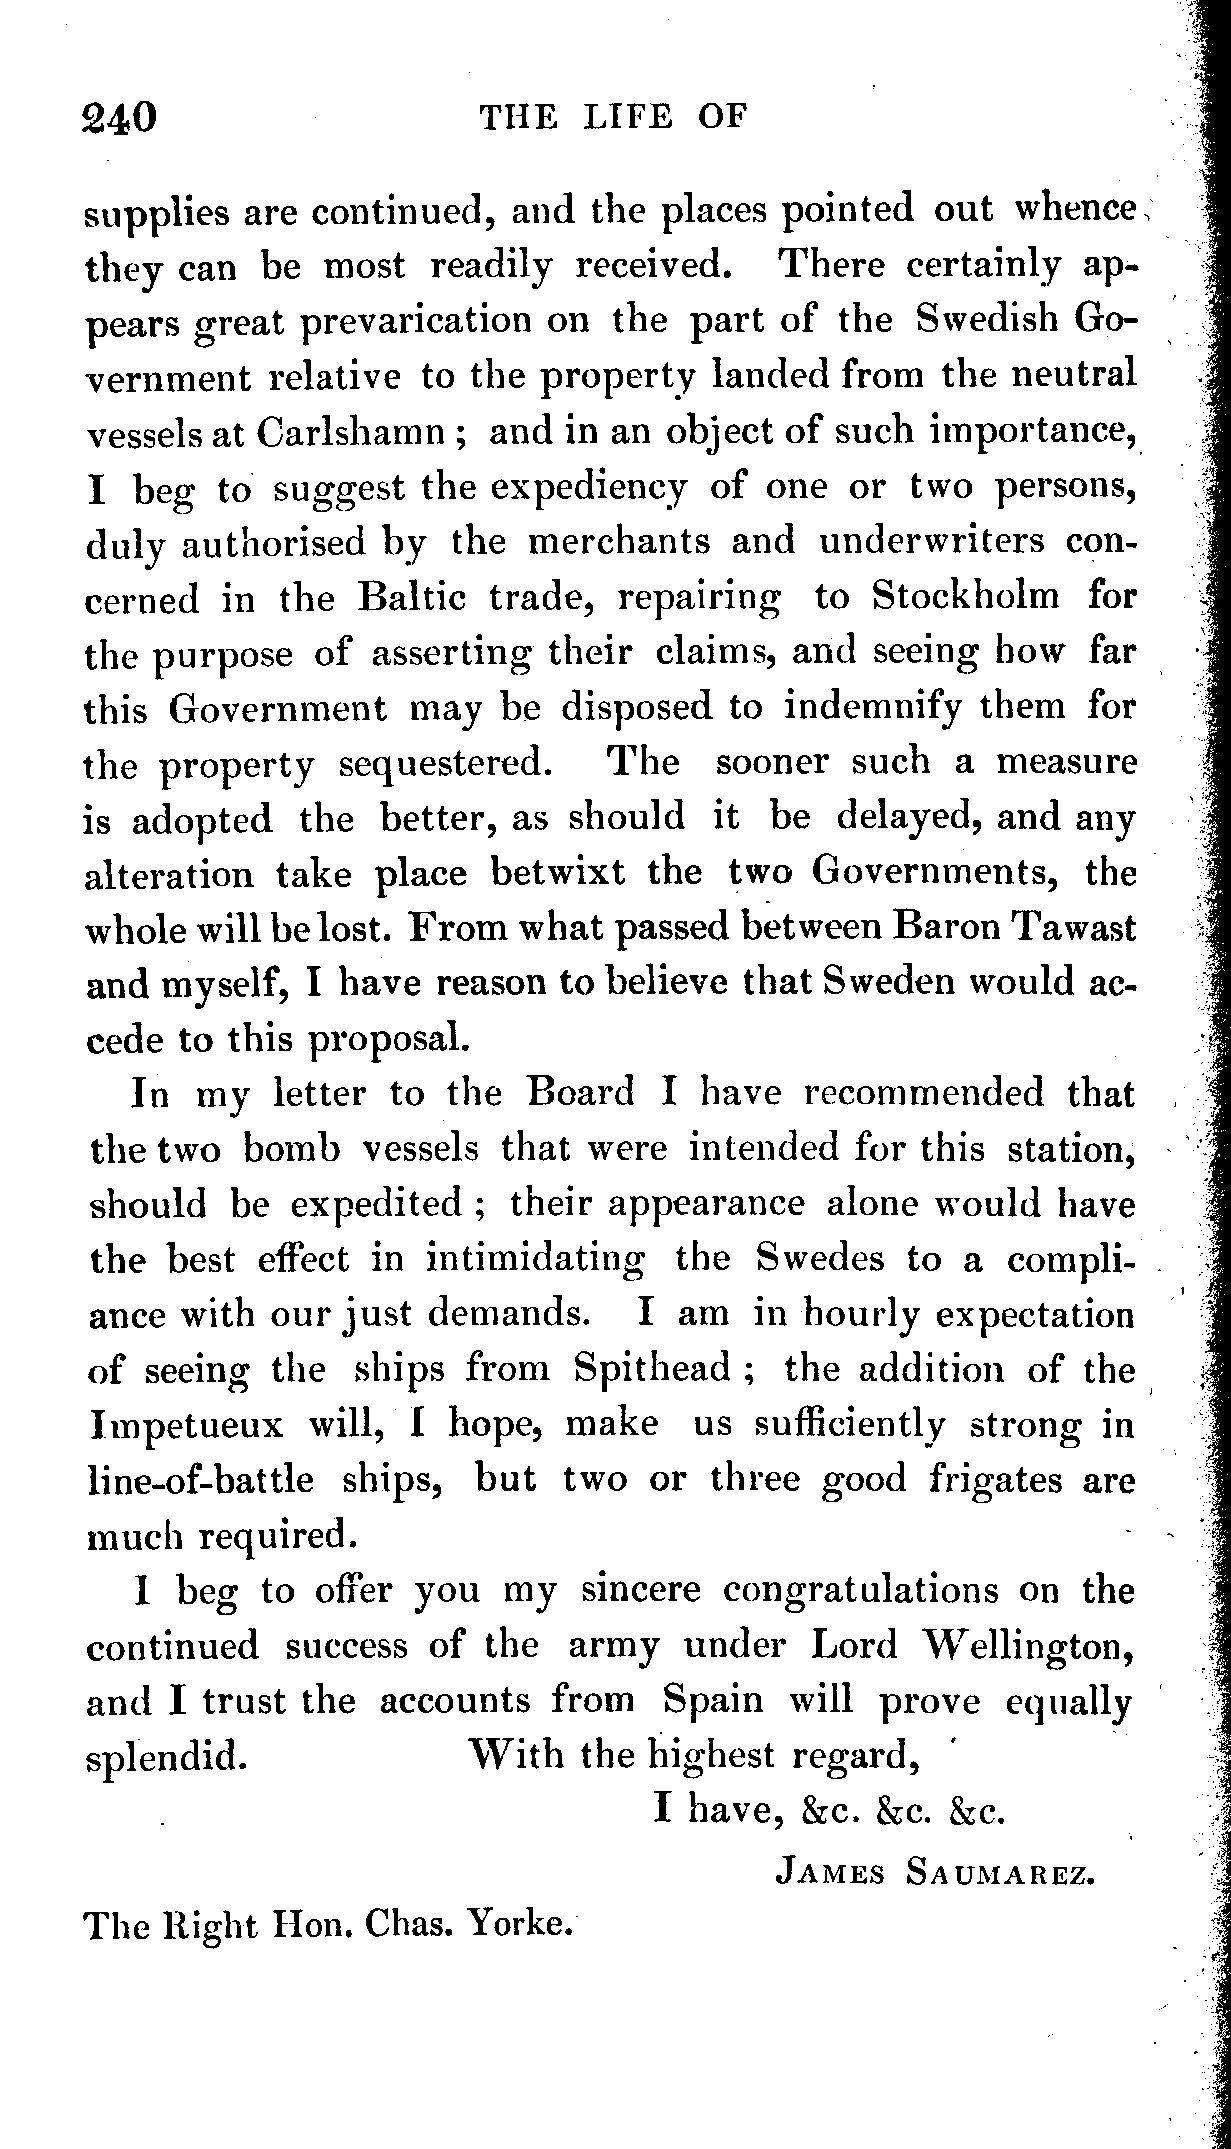 240 THE LIFE OF
supplies are continued, and the places pointed out whence
they can be most readily received. There certainly ap-
pears great prevarication on the part of the Swedish Go-
vernment relative to the property landed from the neutral
vessels at Carlshamn ; and in an object of such importance,
I beg to suggest the expediency of one or two persons,
duly authorised by the merchants and underwriters con-
cerned in the Baltic trade, repairing to Stockholm for
the purpose of asserting their claims, and seeing how far
this Government may be disposed to indemnify them for
the property sequestered. The sooner such a measure
is adopted the better, as should it be delayed, and any
alteration take place betwixt the two Governments, the
whole will be lost. From what passed between Baron Tawast
and myself, I have reason to believe that Sweden would ac-
cede to this proposal.
In my letter to the Board I have recommended that
the two bomb vessels that were intended for this station,
should be expedited ; their appearance alone would have
the best effect in intimidating the Swedes to a compli-
ance with our just demands. I am in hourly expectation
of seeing the ships from Spithead ; the addition of the
Impetueux will, I hope, make us sufficiently strong in
line-of-battle ships, but two or three good frigates are
much required.
I beg to offer you my sincere congratulations on the
continued success of the army under Lord Wellington,
and I trust the accounts from Spain will prove equally
splendid. With the highest regard,
I have, &c. &c. &c.
JAMES SAUMAREZ.
The Right Hon. Chas. Yorke.